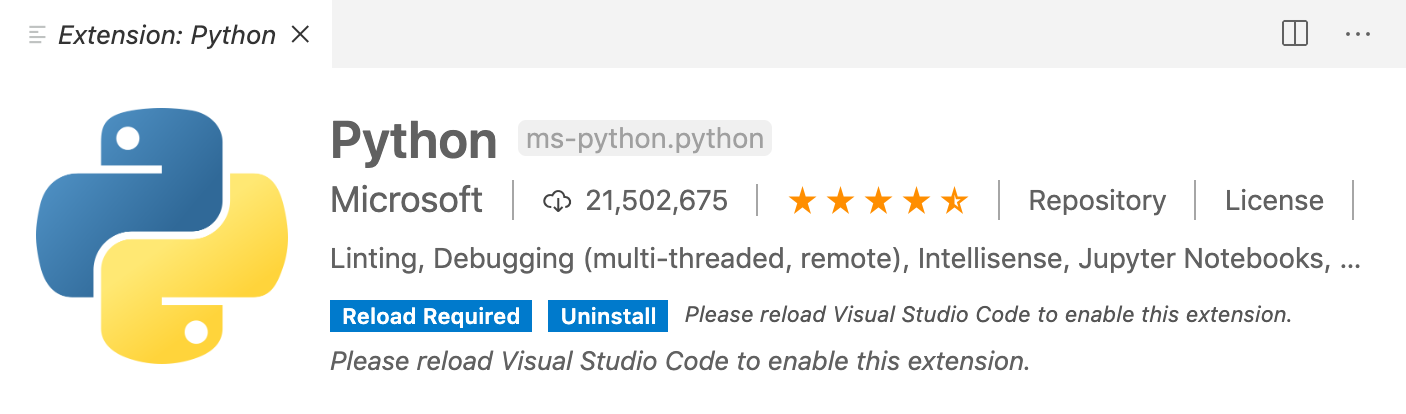 Extension: Python
Python ms-python.python
Microsoft 21,502,675 Repository License
Linting, Debugging (multi-threaded, remote), Intellisense, Jupyter Notebooks, ...
Reload Required Uninstall Please reload Visual Studio Code to enable this extension.
Please reload Visual Studio Code to enable this extension.